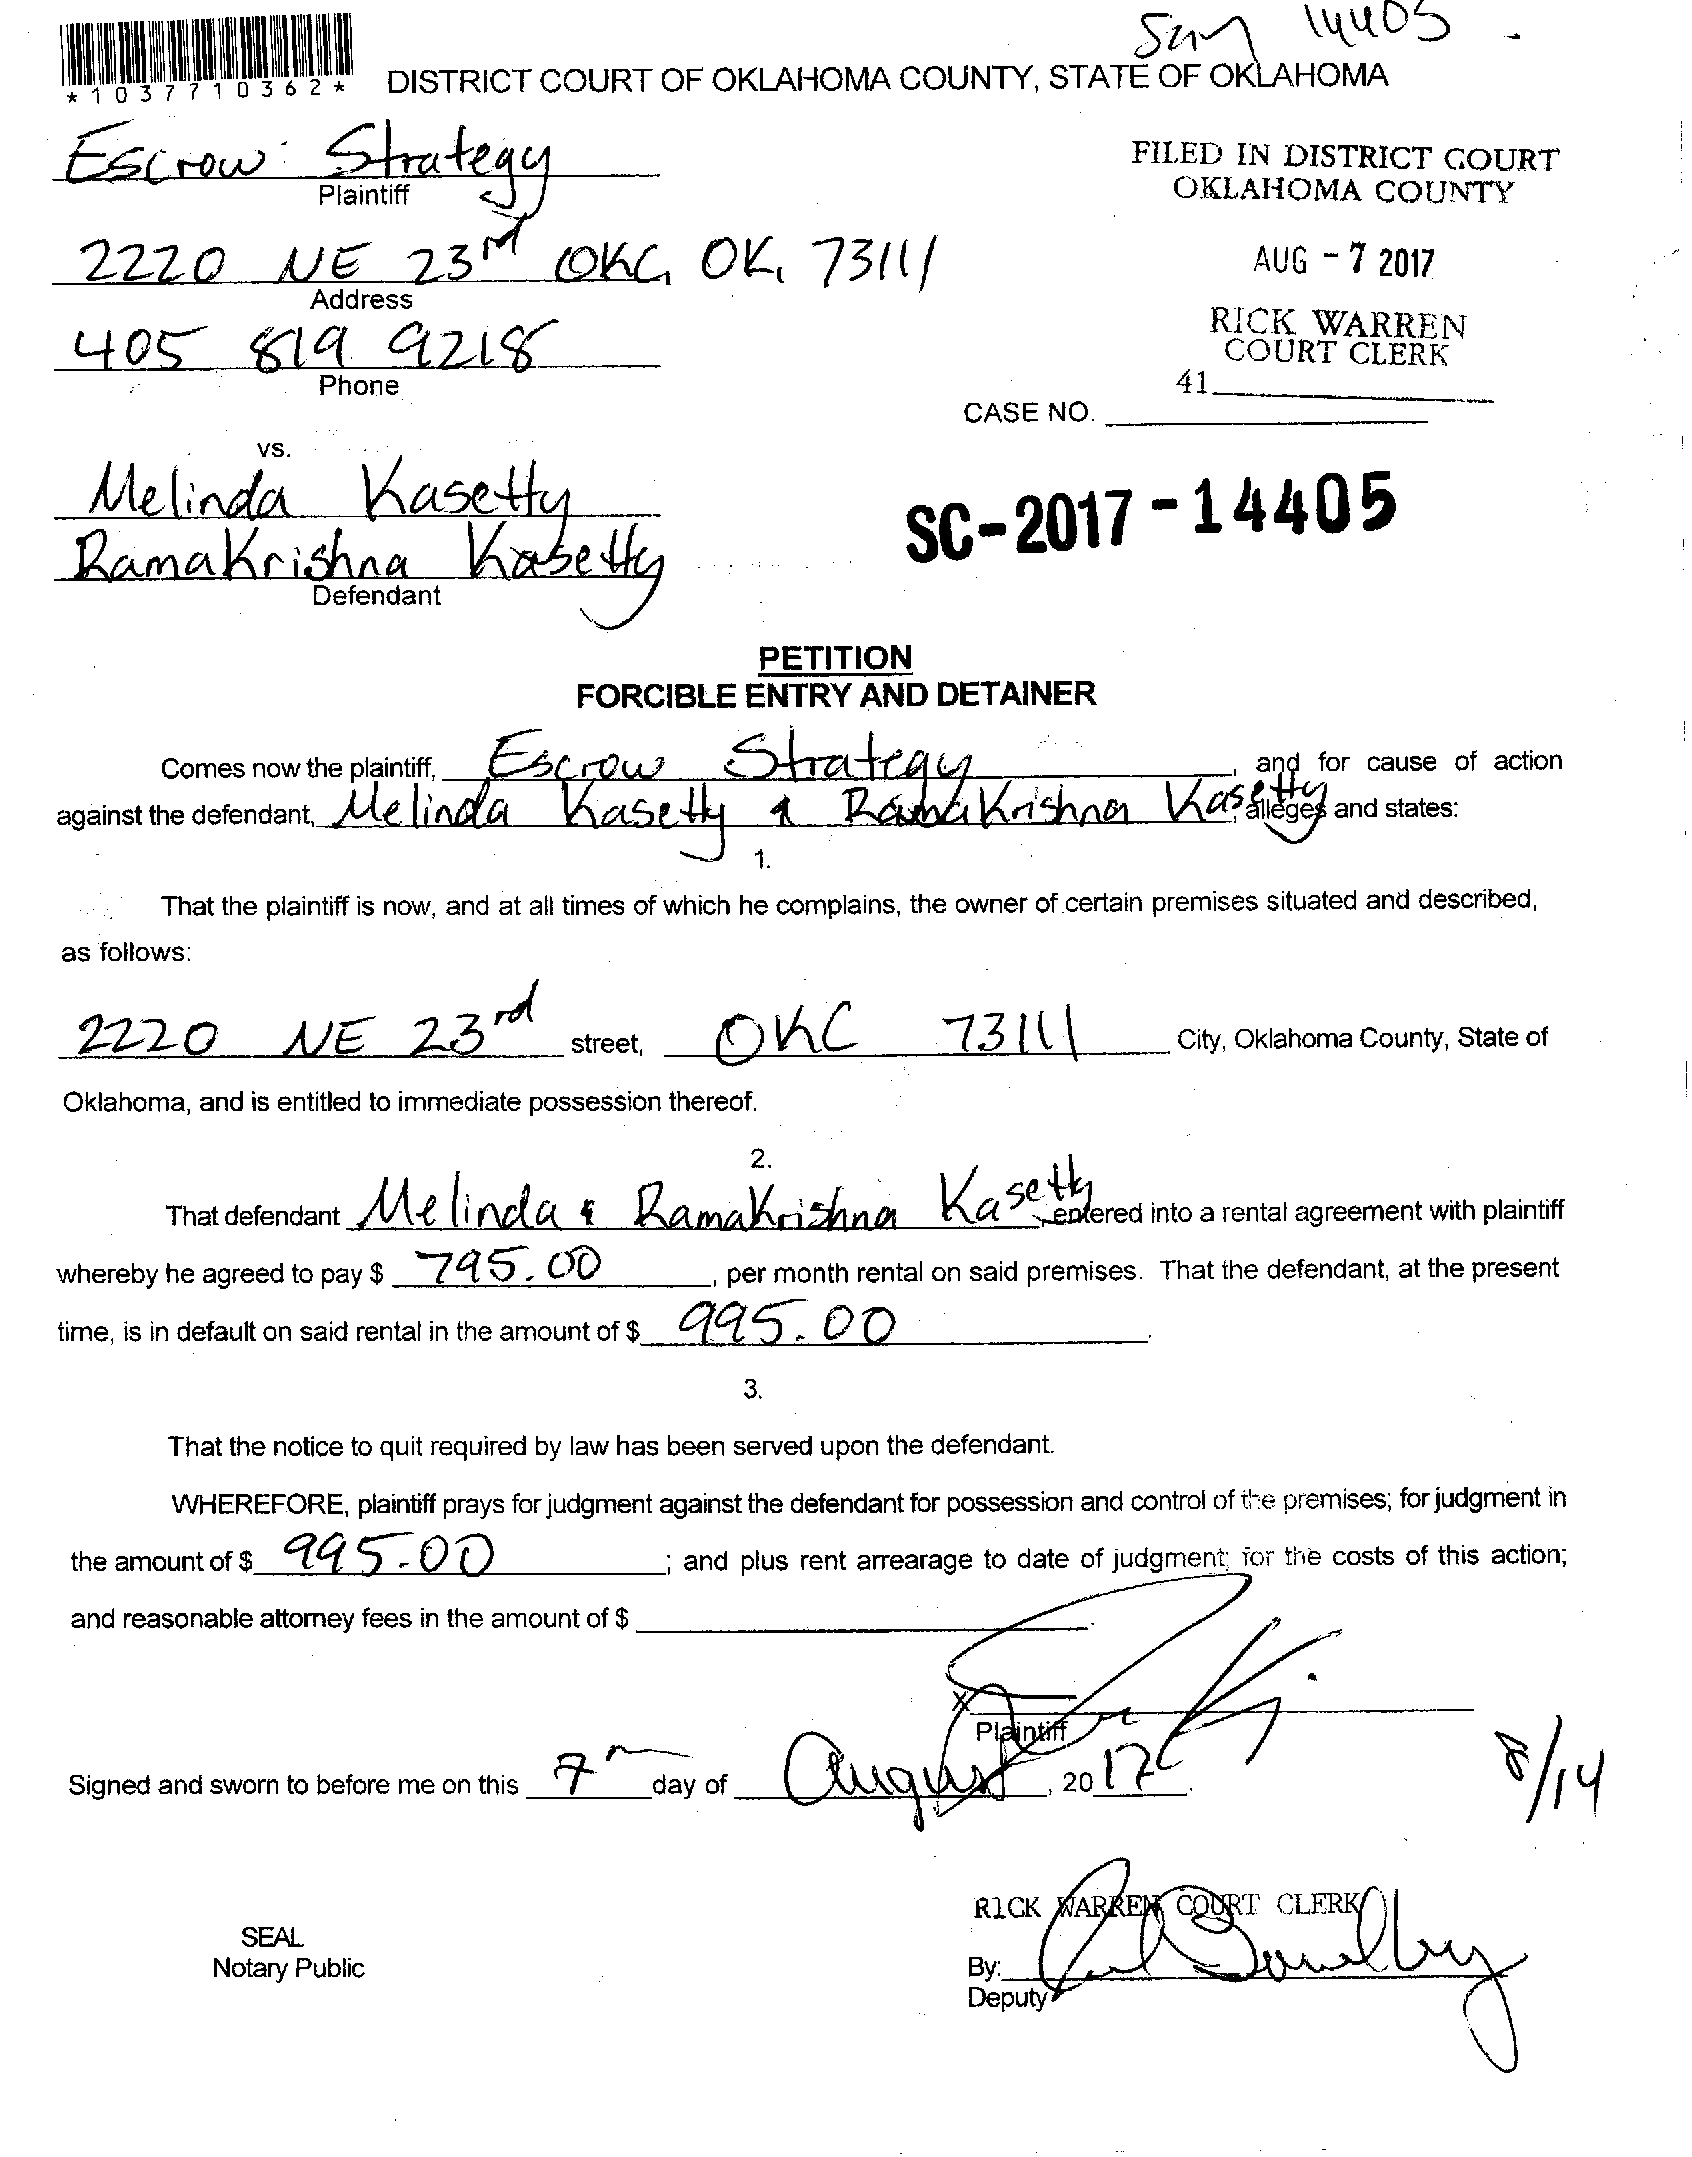 14405
*1037710362*
DISTRICT COURT OF OKLAHOMA COUNTY, STATE OF OKLAHOMA
Escrow Strategy
Plaintiff
FILED IN DISTRICT COURT
OKLAHOMA COUNTY
2220 NE 23rd OKC, OK, 73111
Address
AUG - 7 2017
405 819 9218
Phone
RICK WARREN
COURT CLERK
41
CASE NO.
vs.
Melinda Kasetty
RamaKrishna Kasetty
Defendant
SC-2017-14405
PETITION
FORCIBLE ENTRY AND DETAINER
Comes now the plaintiff, Escrow Strategy, and for cause of action
against the defendant, Melinda Kasetty & RamaKrishna Kasetty, alleges and states:
1.
That the plaintiff is now, and at all times of which he complains, the owner of certain premises situated and described,
as follows:
2220 NE 23rd street, OKC 73111 City, Oklahoma County, State of
Oklahoma, and is entitled to immediate possession thereof.
2.
That defendant Melinda & RamaKrishna Kasetty, entered into a rental agreement with plaintiff
whereby he agreed to pay $ 795.00, per month rental on said premises. That the defendant, at the present
time, is in default on said rental in the amount of $ 995.00.
3.
That the notice to quit required by law has been served upon the defendant.
WHEREFORE, plaintiff prays for judgment against the defendant for possession and control of the premises; for judgment in
the amount of $ 995.00; and plus rent arrearage to date of judgment; for the costs of this action;
and reasonable attorney fees in the amount of $
X
Plaintiff
Signed and sworn to before me on this 7th day of August, 2017.
8/14
RICK WARREN COURT CLERK
SEAL
Notary Public
By:
Deputy